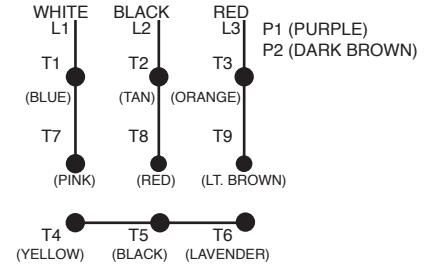 WHITE BLACK RED
L1 L2 L3 P1 (PURPLE)
P2 (DARK BROWN)
T1 T2 T3
(BLUE) (TAN) (ORANGE)
T7 T8 T9
(PINK) (RED) (LT. BROWN)
T4 T5 T6
(YELLOW) (BLACK) (LAVENDER)